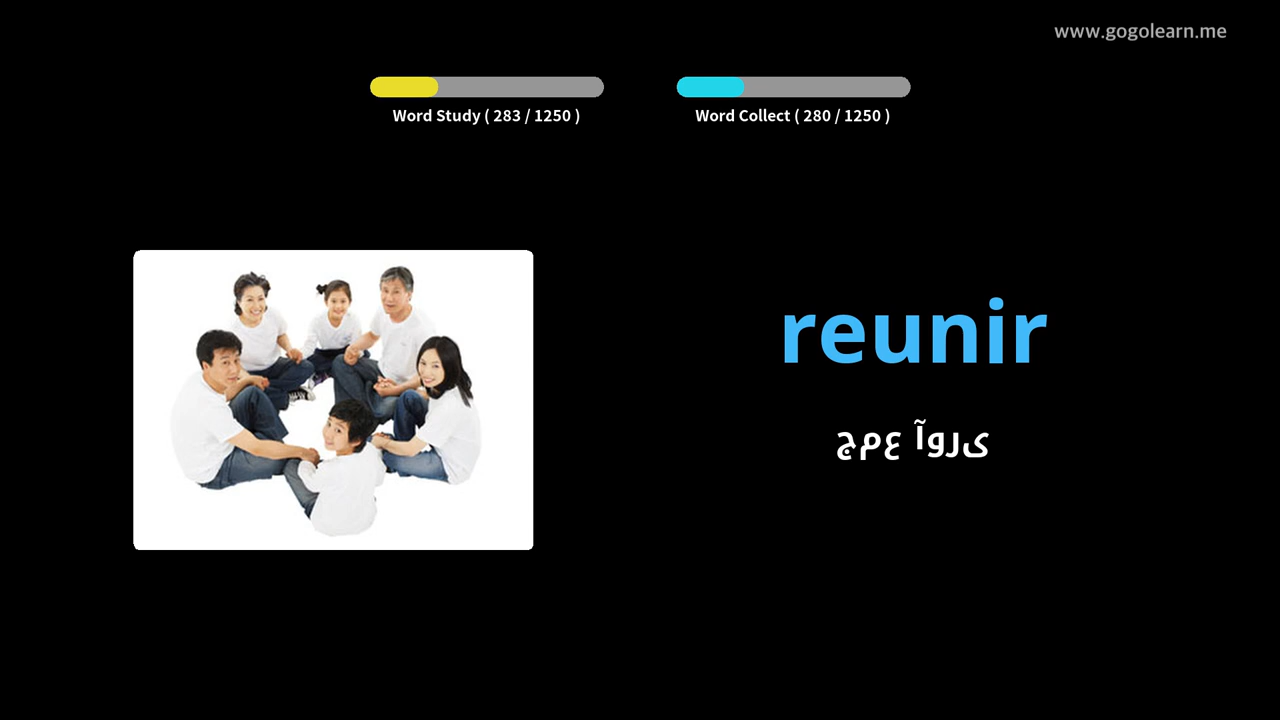 www.gogolearn.me
Word Study ( 283 / 1250 )
Word Collect ( 280 / 1250 )
reunir
جمع آوری